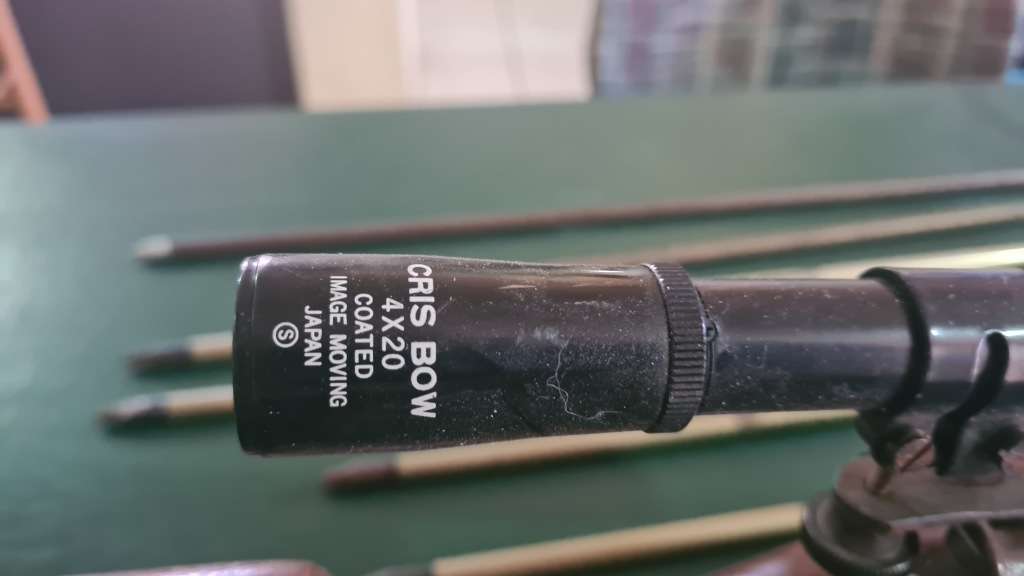 CRIS BOW
4X20
COATED
IMAGE MOVING
JAPAN
S